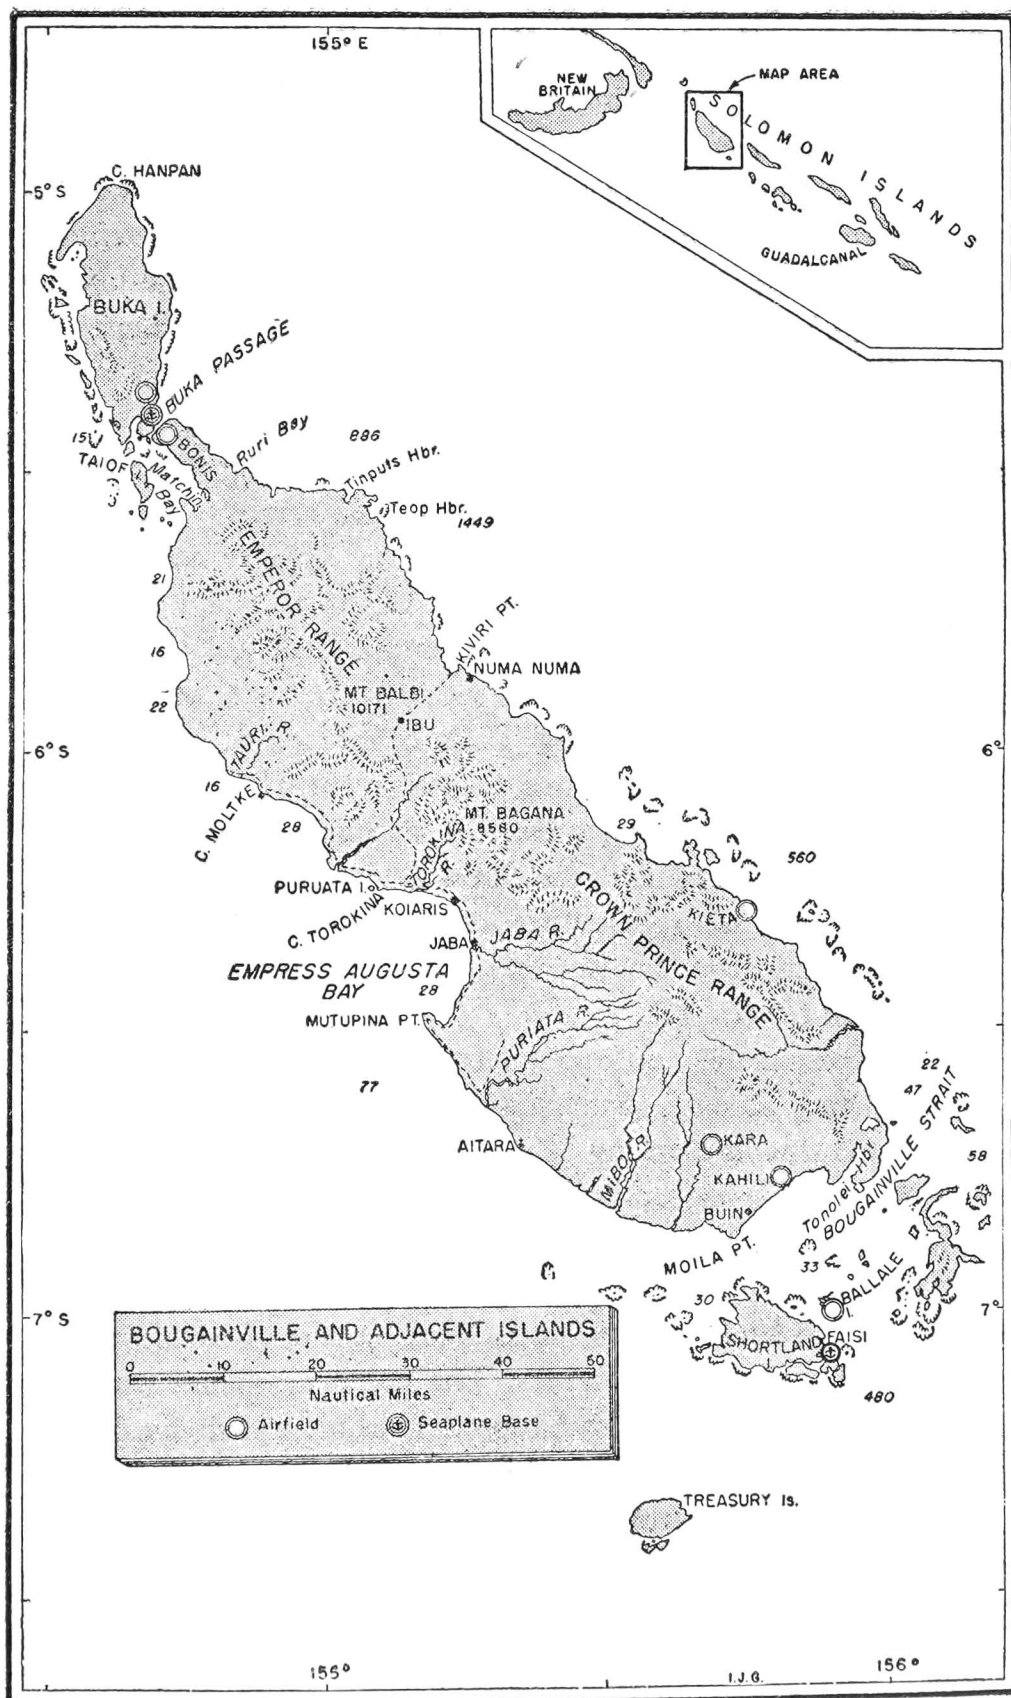 155° E
NEW
BRITAIN
MAP AREA
SOLOMON ISLANDS
GUADALCANAL
C. HANPAN
5° S
BUKA I.
BUKA PASSAGE
15
TAIOF
BONIS
Matchin
Bay
Ruri Bay
886
Tinputs Hbr.
Teop Hbr.
1449
EMPEROR RANGE
21
16
22
KIVIRI PT.
NUMA NUMA
MT BALBI
10171
IBU
TAURI R.
6° S
6°
16
C. MOLTKE
28
MT. BAGANA
8560
TOROKINA
R.
29
560
PURUATA I.
C. TOROKINA
KOIARIS
CROWN PRINCE RANGE
KIETA
JABA
JABA R.
EMPRESS AUGUSTA
BAY
28
MUTUPINA PT.
PURIATA R.
77
22
47
58
AITARA
MIBO R.
KARA
KAHILI
BUIN
Tonolei Hbr
BOUGAINVILLE STRAIT
MOILA PT.
33
30
BALLALE
I.
7° S
7°
SHORTLAND
I
FAISI
480
BOUGAINVILLE AND ADJACENT ISLANDS
0 10 20 30 40 50
Nautical Miles
Airfield
Seaplane Base
TREASURY Is.
155°
I.J.G.
156°